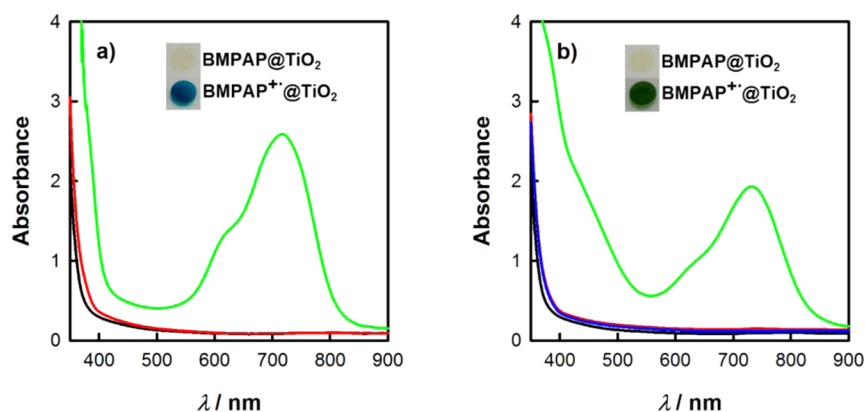 a)
BMPAP@TiO₂
BMPAP⁺˙@TiO₂
Absorbance
4
3
2
1
0
400 500 600 700 800 900
λ / nm
b)
BMPAP@TiO₂
BMPAP⁺˙@TiO₂
Absorbance
4
3
2
1
0
400 500 600 700 800 900
λ / nm